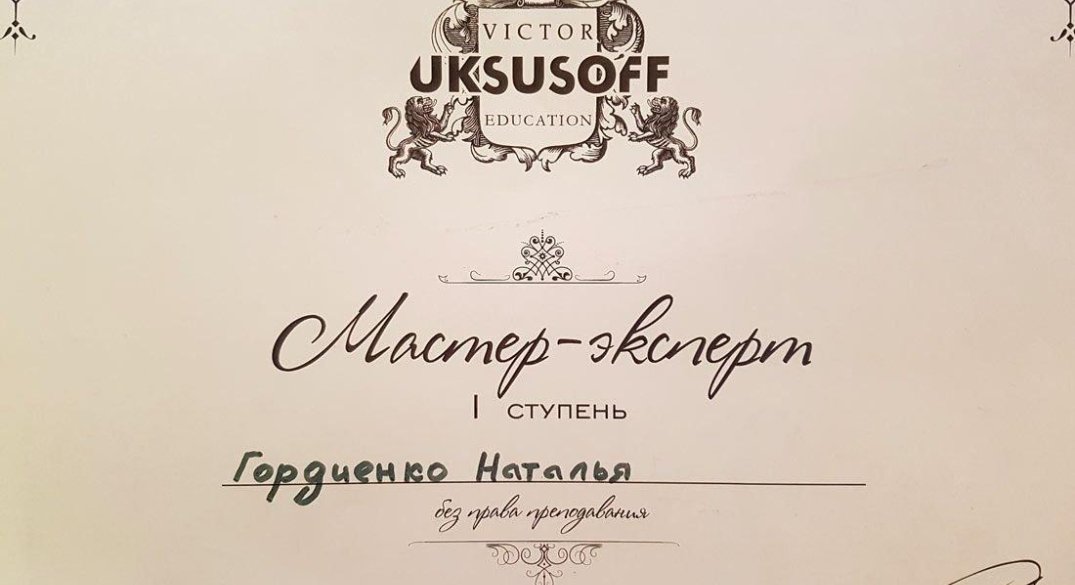 VICTOR
UKSUSOFF
EDUCATION
Мастер-эксперт
I СТУПЕНЬ
Гордиенко Наталья
без права преподавания